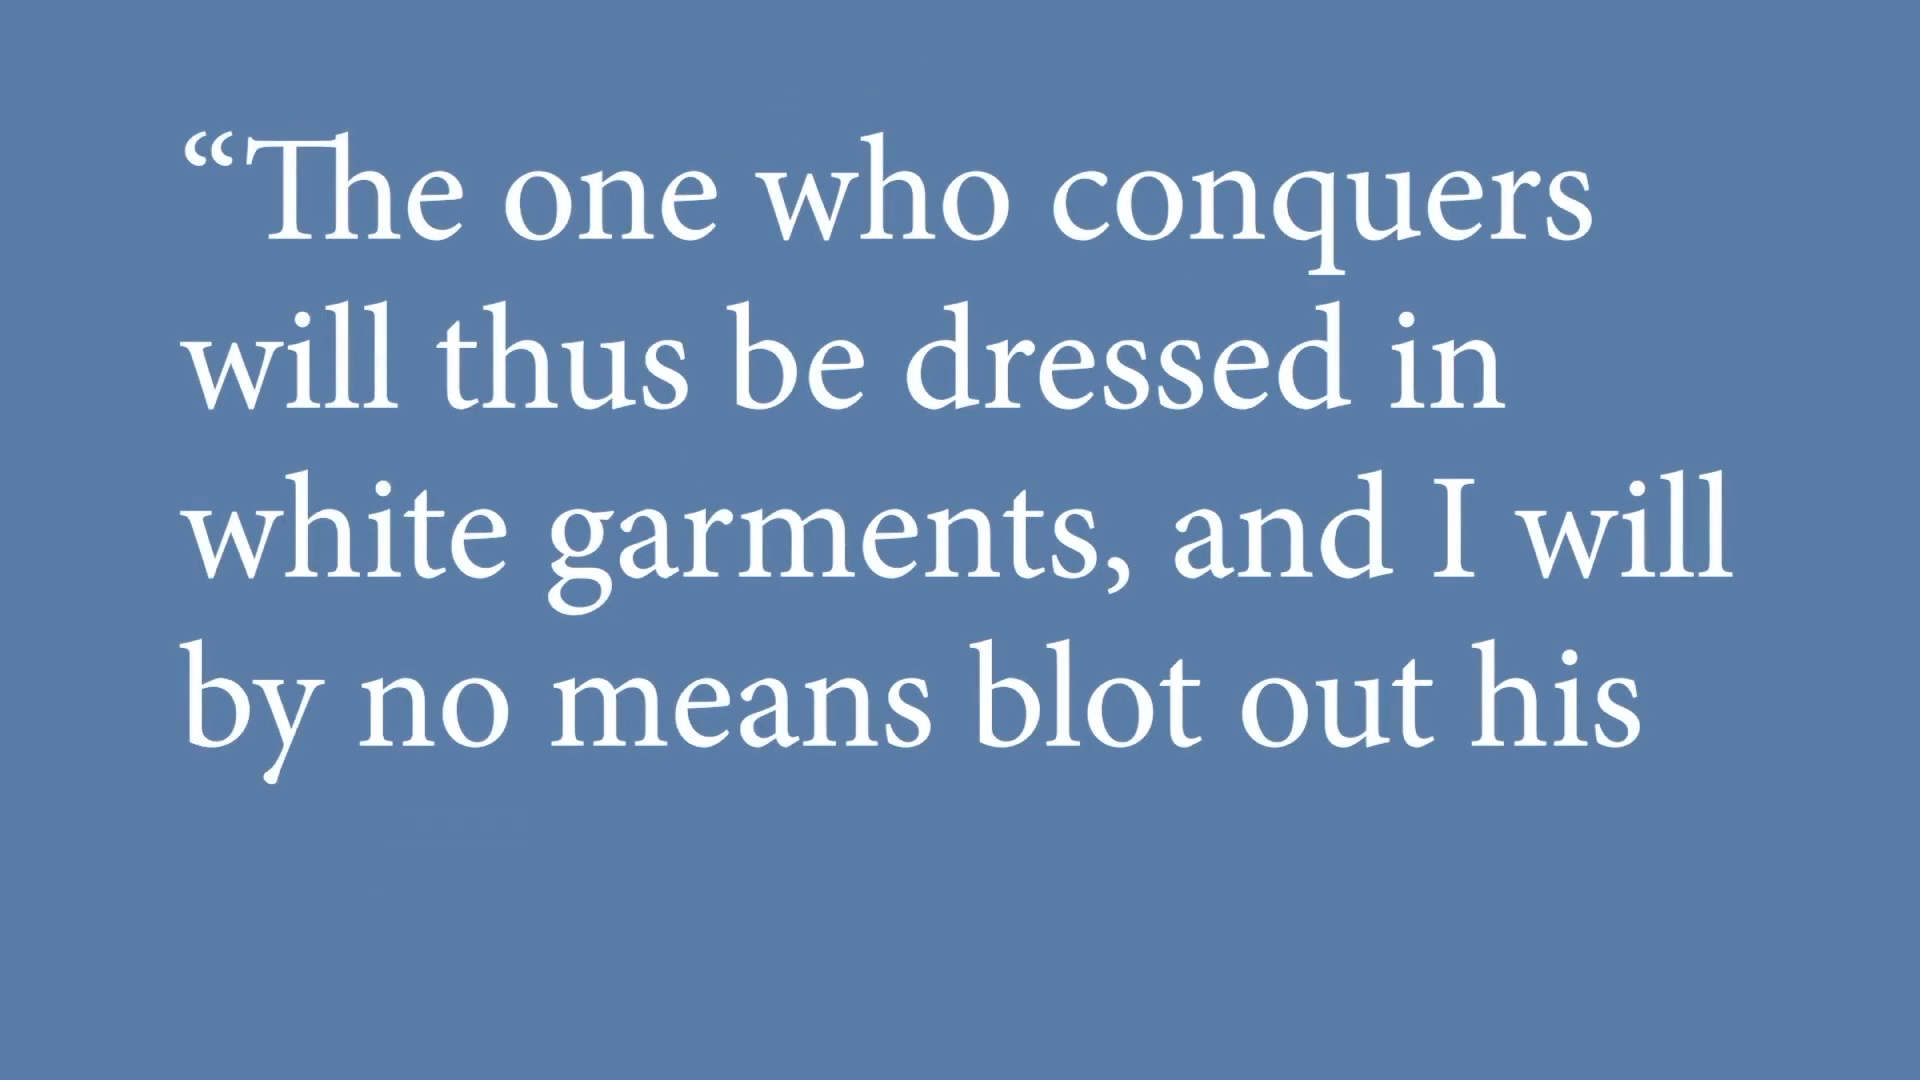 “The one who conquers
will thus be dressed in
white garments, and I will
by no means blot out his